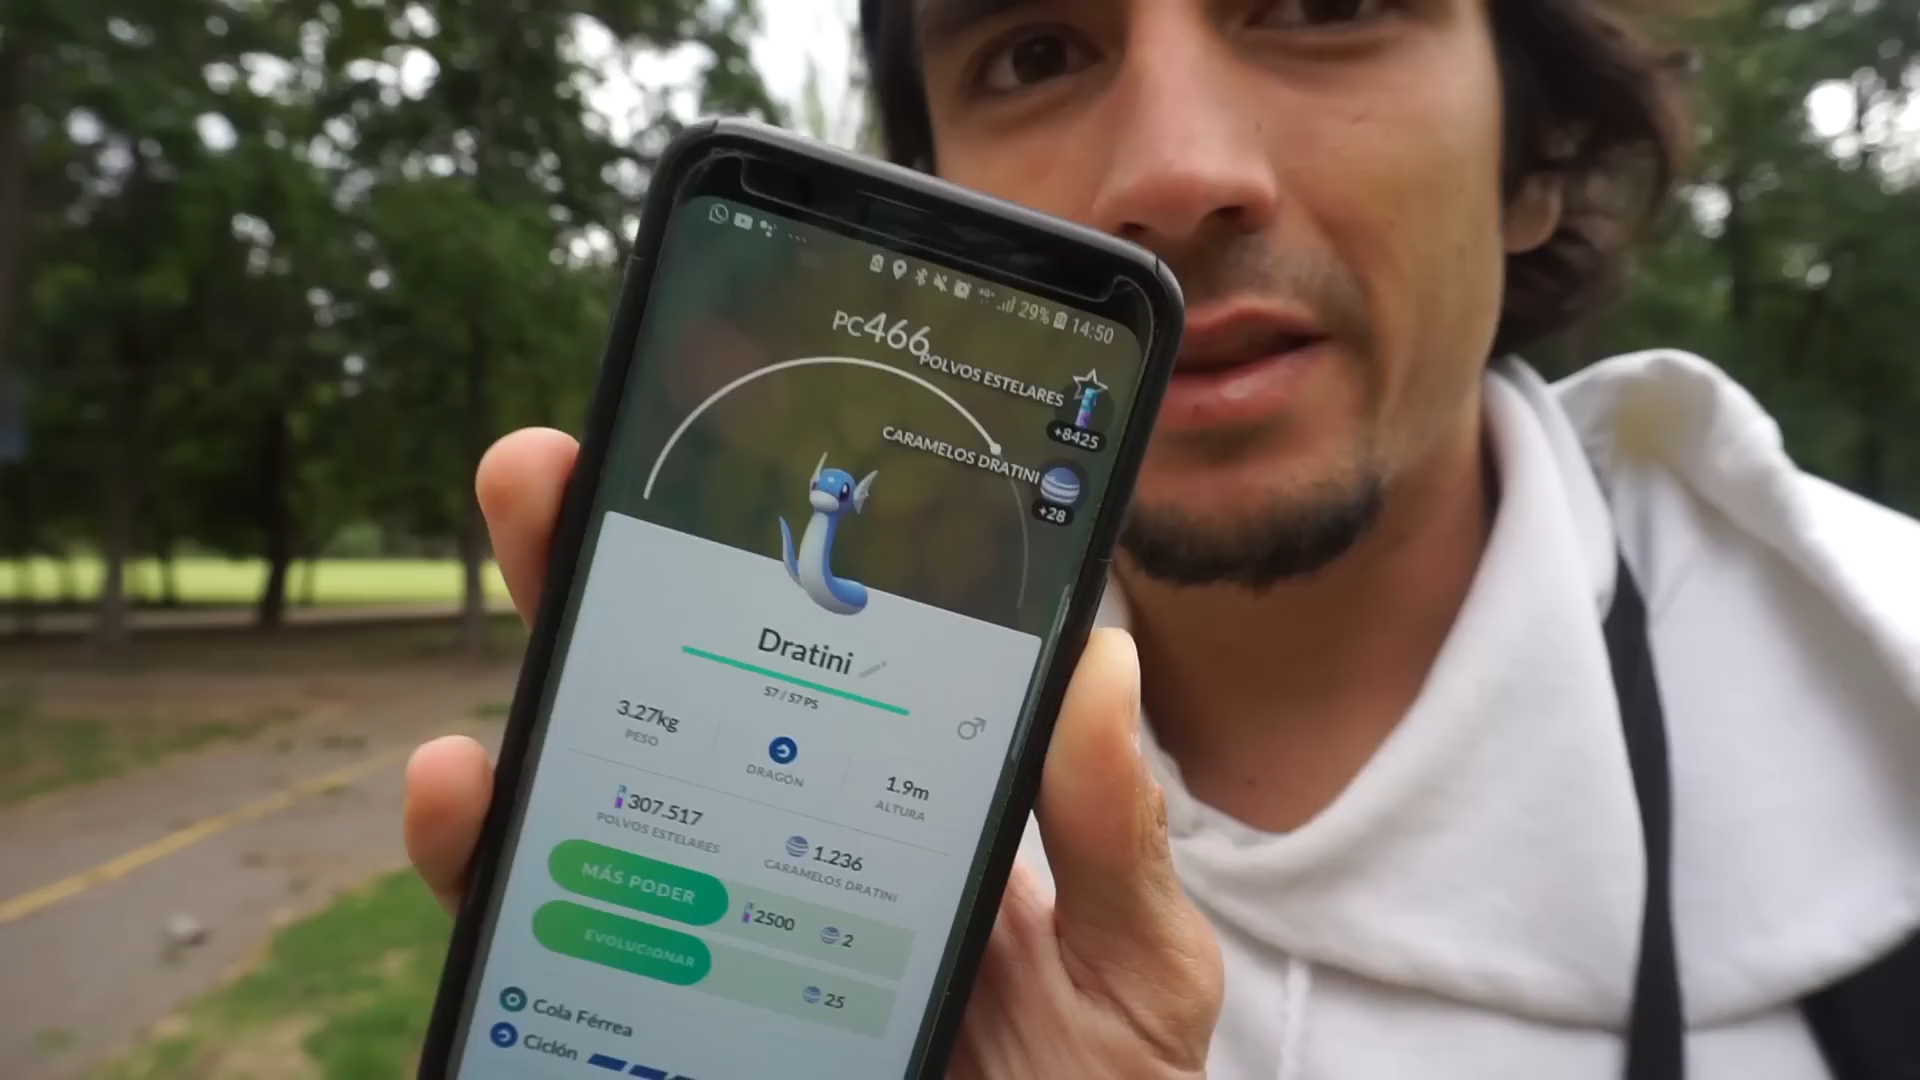 29% 14:50
PC466
POLVOS ESTELARES
+8425
CARAMELOS DRATINI
+28
Dratini
57 / 57 PS
3.27kg
PESO
DRAGÓN
1.9m
ALTURA
307.517
POLVOS ESTELARES
1.236
CARAMELOS DRATINI
MÁS PODER
2500
2
EVOLUCIONAR
25
Cola Férrea
Ciclón